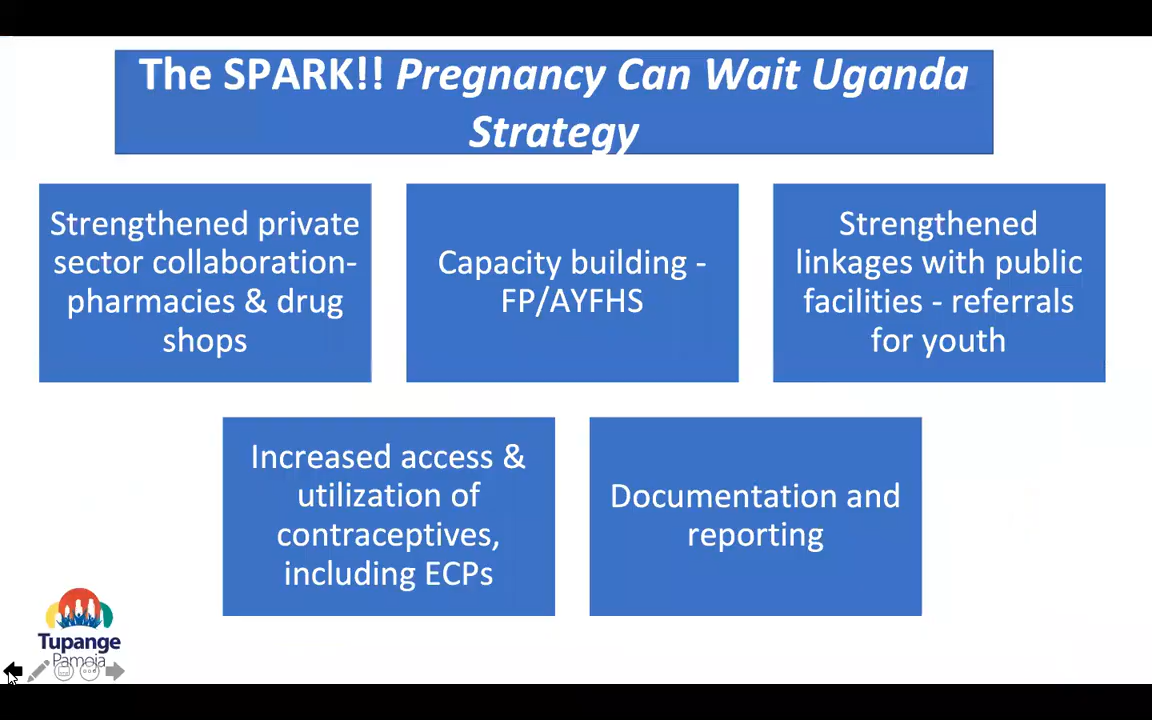 The SPARK!! Pregnancy Can Wait Uganda
Strategy
Strengthened private
sector collaboration-
pharmacies & drug
shops
Capacity building -
FP/AYFHS
Strengthened
linkages with public
facilities - referrals
for youth
Increased access &
utilization of
contraceptives,
including ECPs
Documentation and
reporting
Tupange
Pamoja